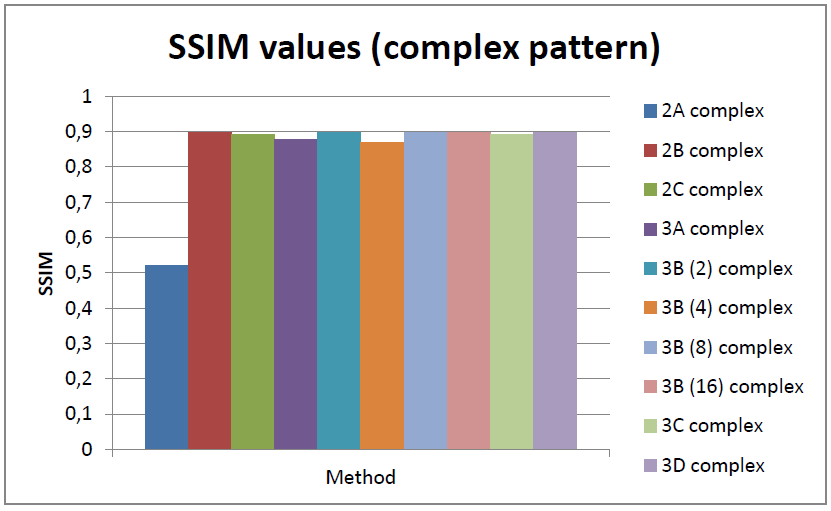 SSIM values (complex pattern)
1
0,9
0,8
0,7
0,6
0,5
0,4
0,3
0,2
0,1
0
SSIM
Method
2A complex
2B complex
2C complex
3A complex
3B (2) complex
3B (4) complex
3B (8) complex
3B (16) complex
3C complex
3D complex